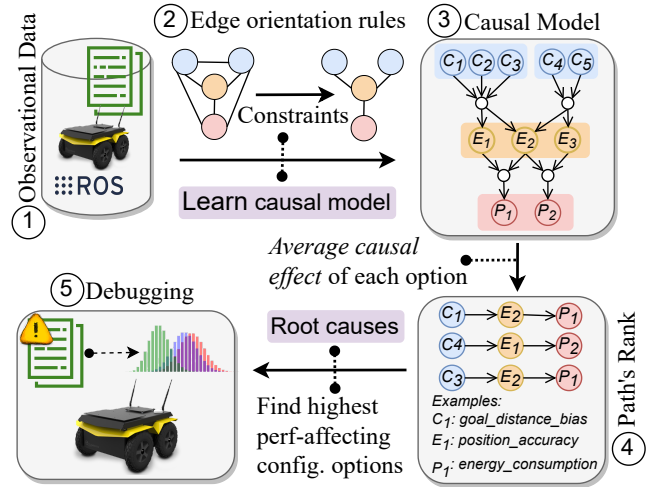 1
Observational Data
ROS
2 Edge orientation rules
Constraints
Learn causal model
3 Causal Model
C1 C2 C3 C4 C5
E1 E2 E3
P1 P2
Average causal
effect of each option
C1 E2 P1
C4 E1 P2
C3 E2 P1
Examples:
C1: goal_distance_bias
E1: position_accuracy
P1: energy_consumption
4 Path's Rank
Root causes
Find highest
perf-affecting
config. options
5 Debugging
!